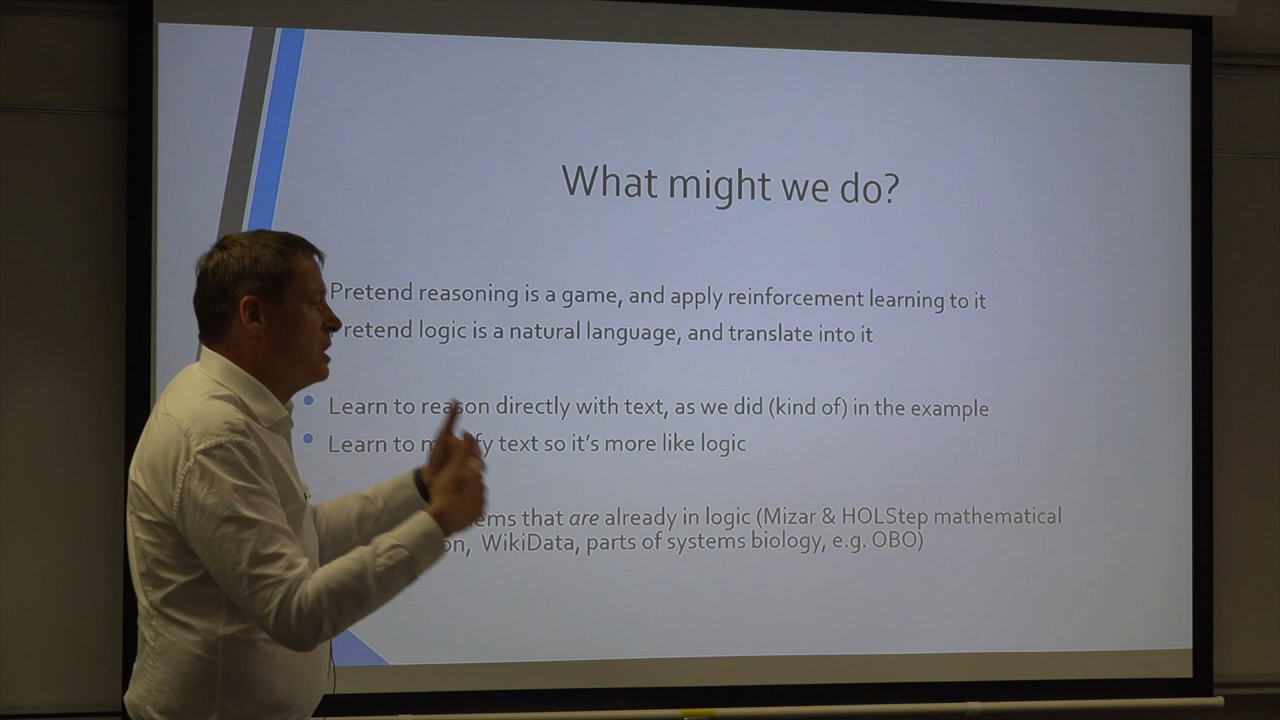 What might we do?
Pretend reasoning is a game, and apply reinforcement learning to it
retend logic is a natural language, and translate into it
Learn to reason directly with text, as we did (kind of) in the example
Learn to text so it's more like logic
that are already in logic (Mizar & HOLStep mathematical
WikiData, parts of systems biology, e.g. OBO)